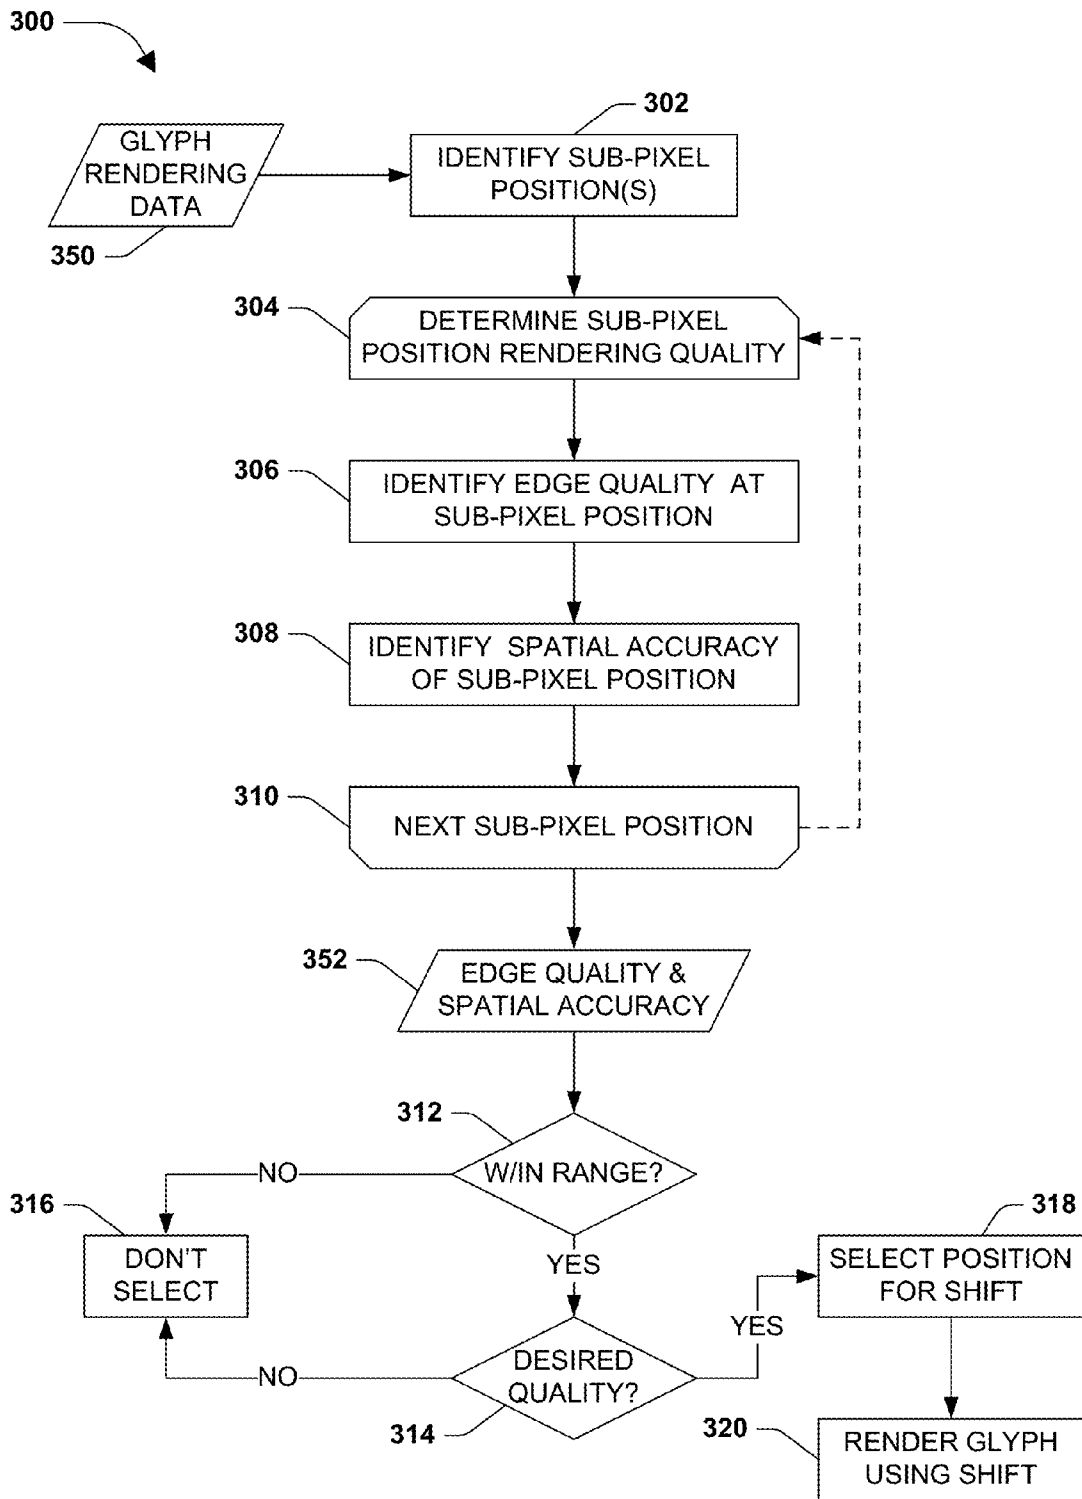 300
302
GLYPH
RENDERING
DATA
350
IDENTIFY SUB-PIXEL
POSITION(S)
304
DETERMINE SUB-PIXEL
POSITION RENDERING QUALITY
306
IDENTIFY EDGE QUALITY AT
SUB-PIXEL POSITION
308
IDENTIFY SPATIAL ACCURACY
OF SUB-PIXEL POSITION
310
NEXT SUB-PIXEL POSITION
352
EDGE QUALITY &
SPATIAL ACCURACY
312
W/IN RANGE?
NO
316
DON'T
SELECT
YES
318
SELECT POSITION
FOR SHIFT
YES
DESIRED
QUALITY?
NO
314
320
RENDER GLYPH
USING SHIFT